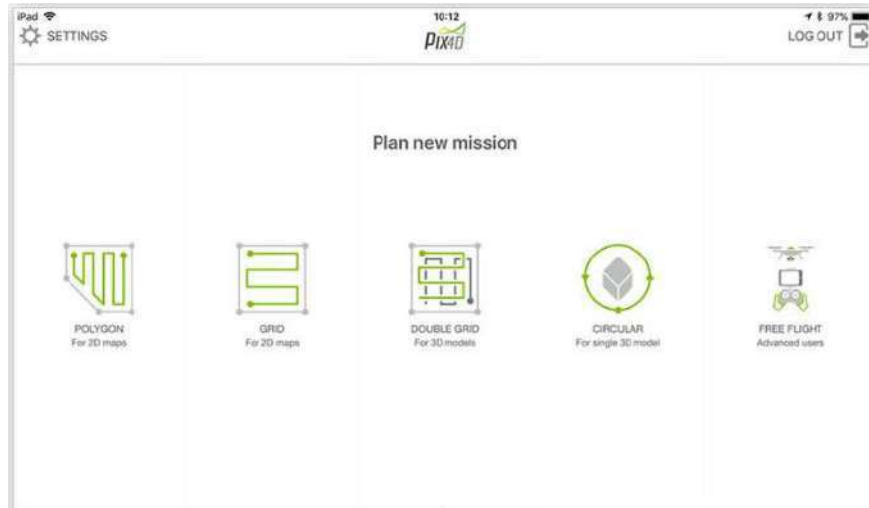 iPad 10:12 97%
SETTINGS PIX4D LOG OUT
Plan new mission
POLYGON GRID DOUBLE GRID CIRCULAR FREE FLIGHT
For 2D maps For 2D maps For 3D models For single 3D model Advanced users